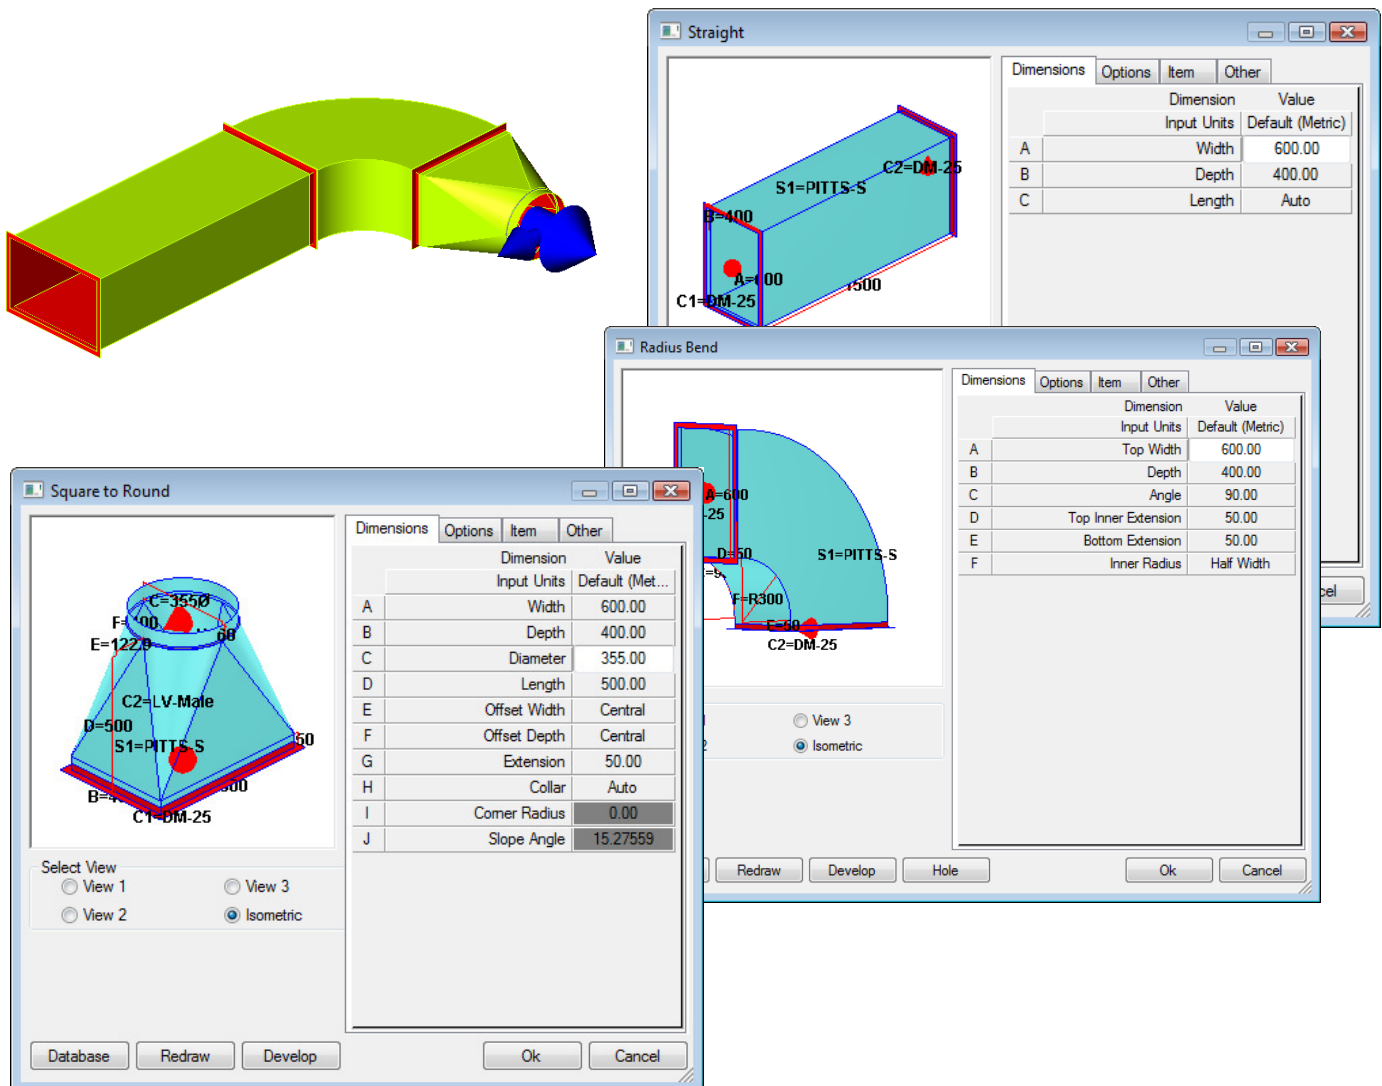 Straight
Dimensions Options Item Other
Dimension Value
Input Units Default (Metric)
A Width 600.00
B Depth 400.00
C Length Auto
C2=DM-25
S1=PITTS-S
B=400
A=600
1500
C1=DM-25
Radius Bend
Dimensions Options Item Other
Dimension Value
Input Units Default (Metric)
A Top Width 600.00
B Depth 400.00
C Angle 90.00
D Top Inner Extension 50.00
E Bottom Extension 50.00
F Inner Radius Half Width
A=600
-25
D=50
S1=PITTS-S
F=R300
E=50
C2=DM-25
View 3
Isometric
Redraw Develop Hole Ok Cancel
Square to Round
Dimensions Options Item Other
Dimension Value
Input Units Default (Met...
A Width 600.00
B Depth 400.00
C Diameter 355.00
D Length 500.00
E Offset Width Central
F Offset Depth Central
G Extension 50.00
H Collar Auto
I Corner Radius 0.00
J Slope Angle 15.27559
C=355Ø
E=122.9
C2=LV-Male
D=500
S1=PITTS-S
50
C1=DM-25
Select View
View 1 View 3
View 2 Isometric
Database Redraw Develop Ok Cancel